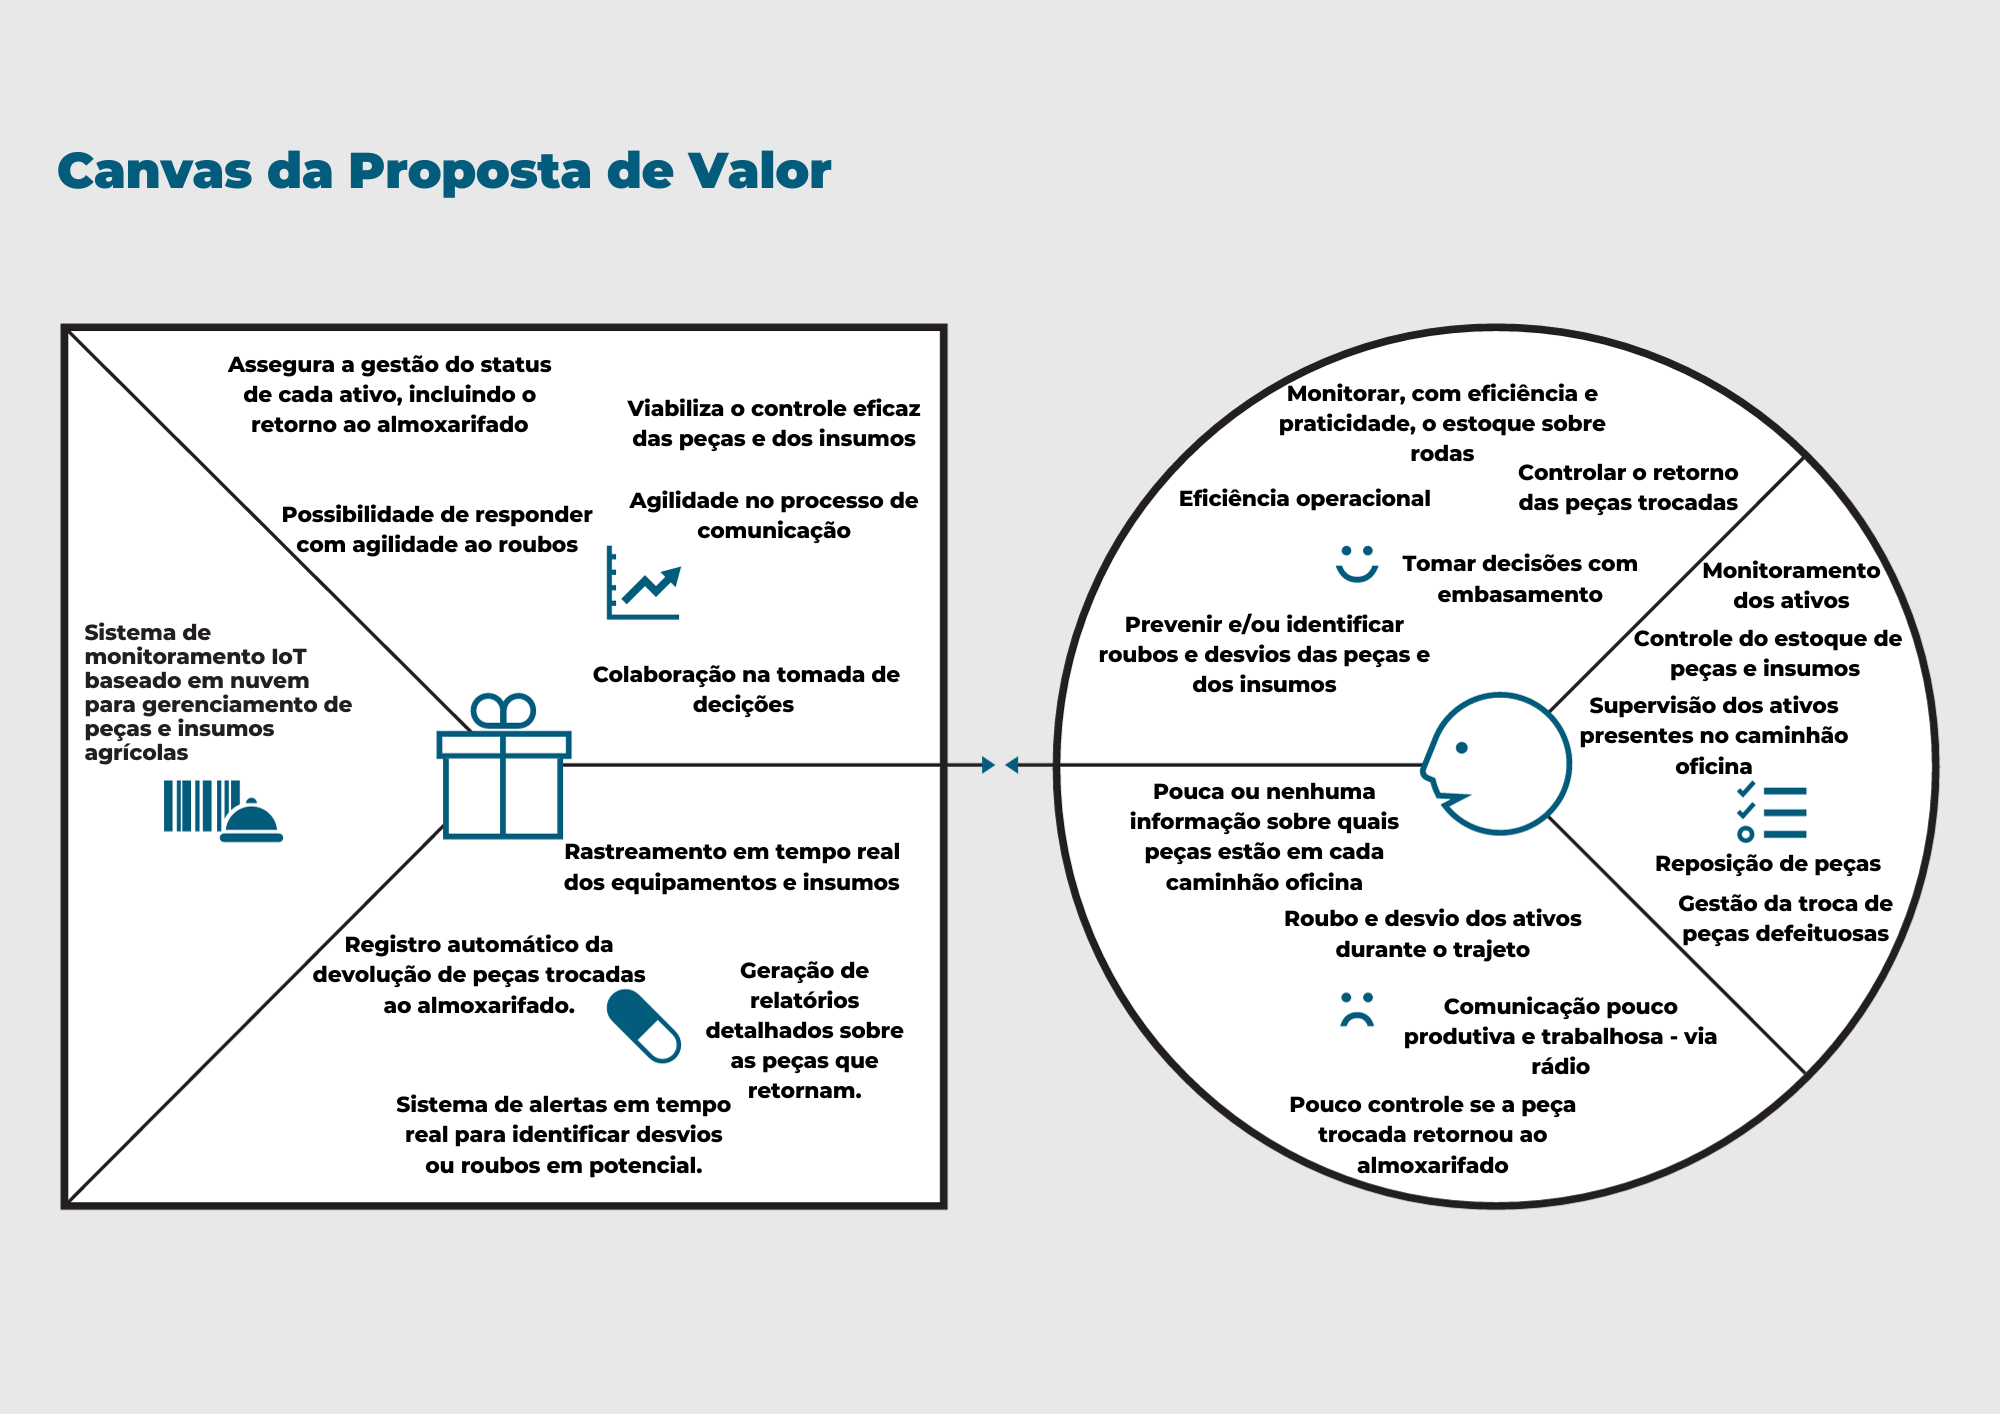 Canvas da Proposta de Valor
Assegura a gestão do status
de cada ativo, incluindo o
retorno ao almoxarifado
Viabiliza o controle eficaz
das peças e dos insumos
Possibilidade de responder
com agilidade ao roubos
Agilidade no processo de
comunicação
Colaboração na tomada de
decições
Sistema de
monitoramento IoT
baseado em nuvem
para gerenciamento de
peças e insumos
agrícolas
Rastreamento em tempo real
dos equipamentos e insumos
Registro automático da
devolução de peças trocadas
ao almoxarifado.
Geração de
relatórios
detalhados sobre
as peças que
retornam.
Sistema de alertas em tempo
real para identificar desvios
ou roubos em potencial.
Monitorar, com eficiência e
praticidade, o estoque sobre
rodas
Controlar o retorno
das peças trocadas
Eficiência operacional
Tomar decisões com
embasamento
Prevenir e/ou identificar
roubos e desvios das peças e
dos insumos
Monitoramento
dos ativos
Controle do estoque de
peças e insumos
Supervisão dos ativos
presentes no caminhão
oficina
Reposição de peças
Gestão da troca de
peças defeituosas
Pouca ou nenhuma
informação sobre quais
peças estão em cada
caminhão oficina
Roubo e desvio dos ativos
durante o trajeto
Comunicação pouco
produtiva e trabalhosa - via
rádio
Pouco controle se a peça
trocada retornou ao
almoxarifado